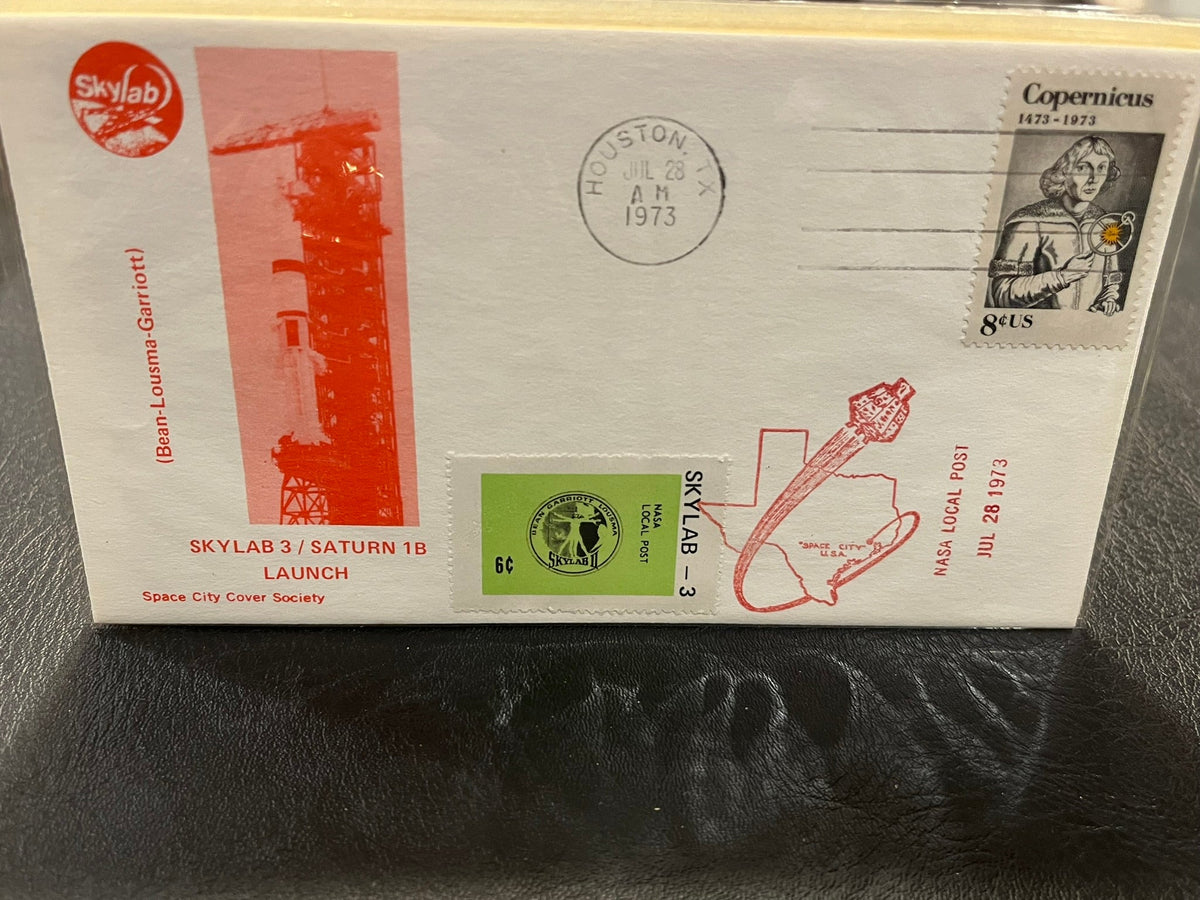 Skylab
(Bean-Lousma-Garriott)
SKYLAB 3 / SATURN 1B
LAUNCH
Space City Cover Society
HOUSTON, TX
JUL 28
A M
1973
Copernicus
1473-1973
8¢ US
SKYLAB - 3
NASA
LOCAL POST
BEAN GARRIOTT LOUSMA
SKYLAB II
6¢
"SPACE CITY"
U.S.A.
NASA LOCAL POST
JUL 28 1973